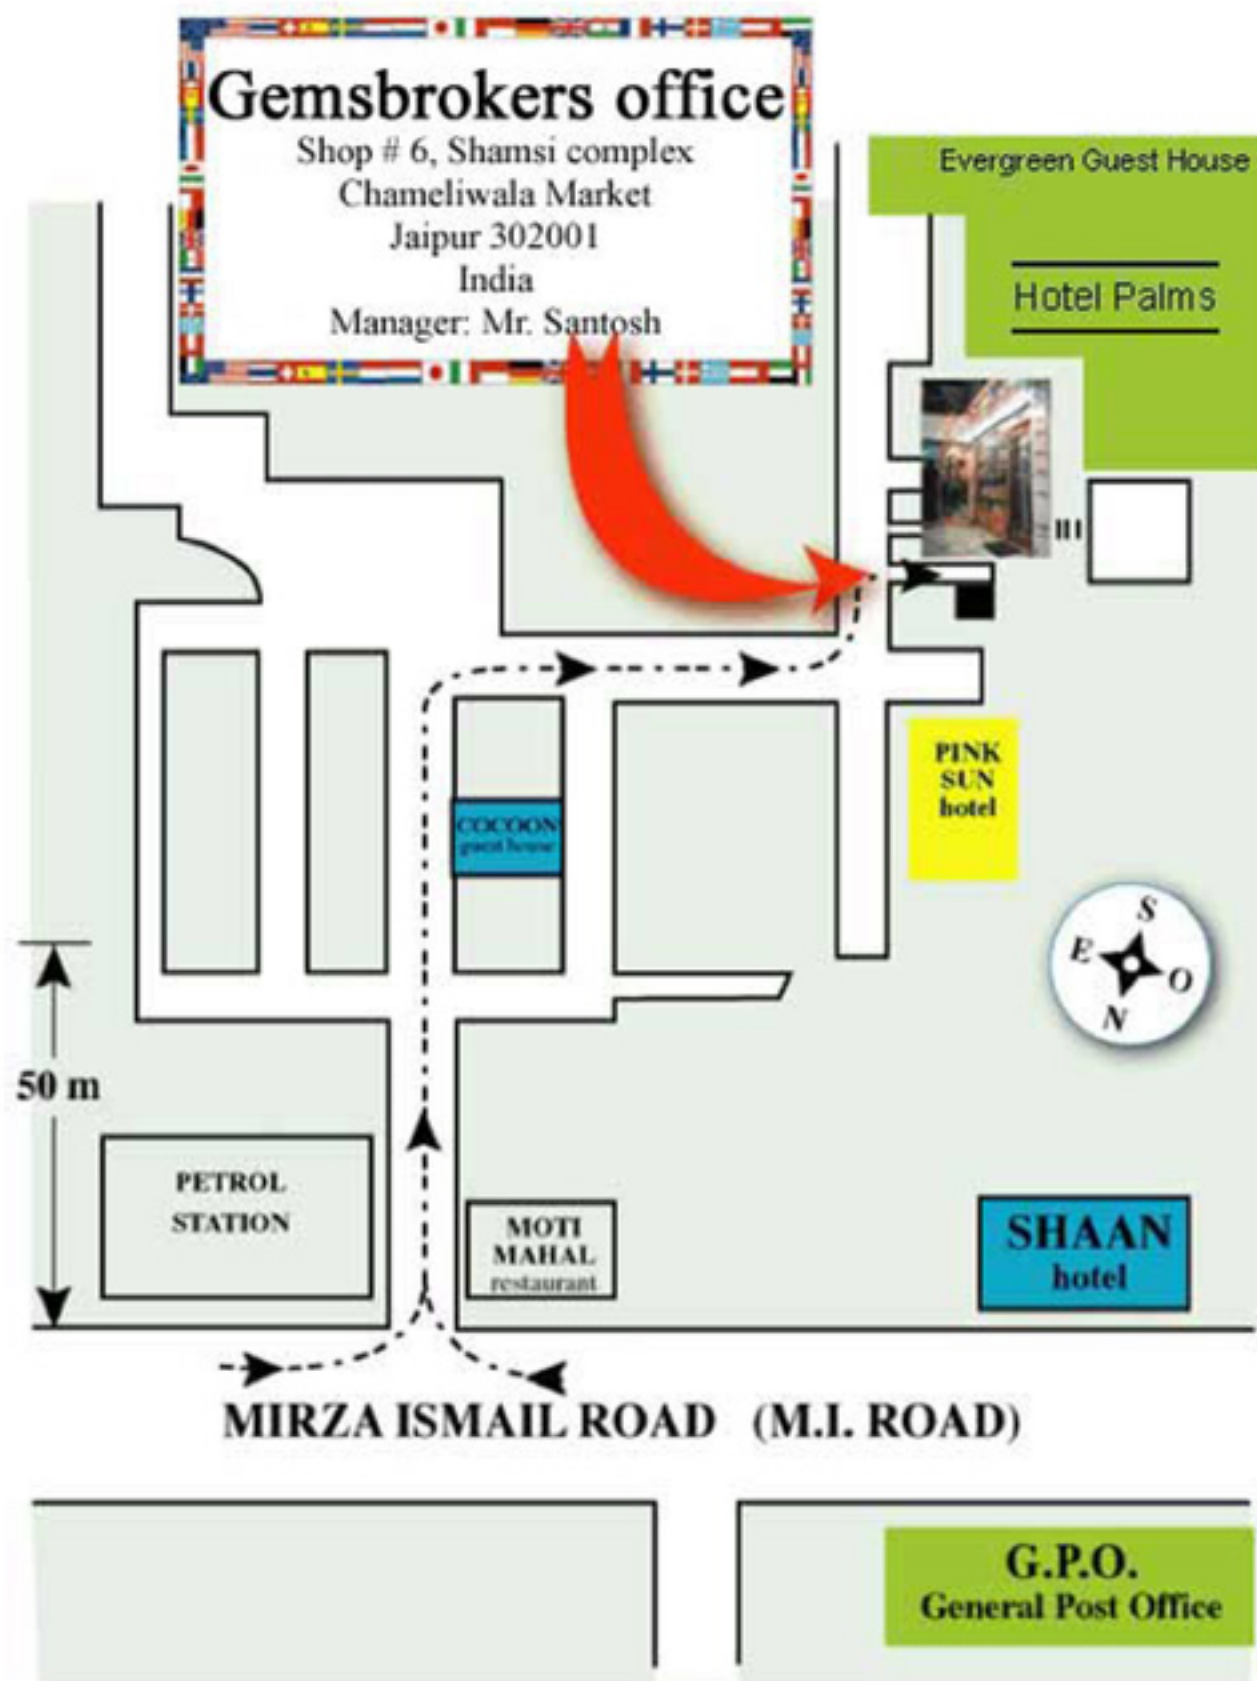 Gemsbrokers office
Shop # 6, Shamsi complex
Chameliwala Market
Jaipur 302001
India
Manager: Mr. Santosh
Evergreen Guest House
Hotel Palms
PINK
SUN
hotel
COCOON
guest house
S
E
O
N
50 m
PETROL
STATION
MOTI
MAHAL
restaurant
SHAAN
hotel
MIRZA ISMAIL ROAD (M.I. ROAD)
G.P.O.
General Post Office